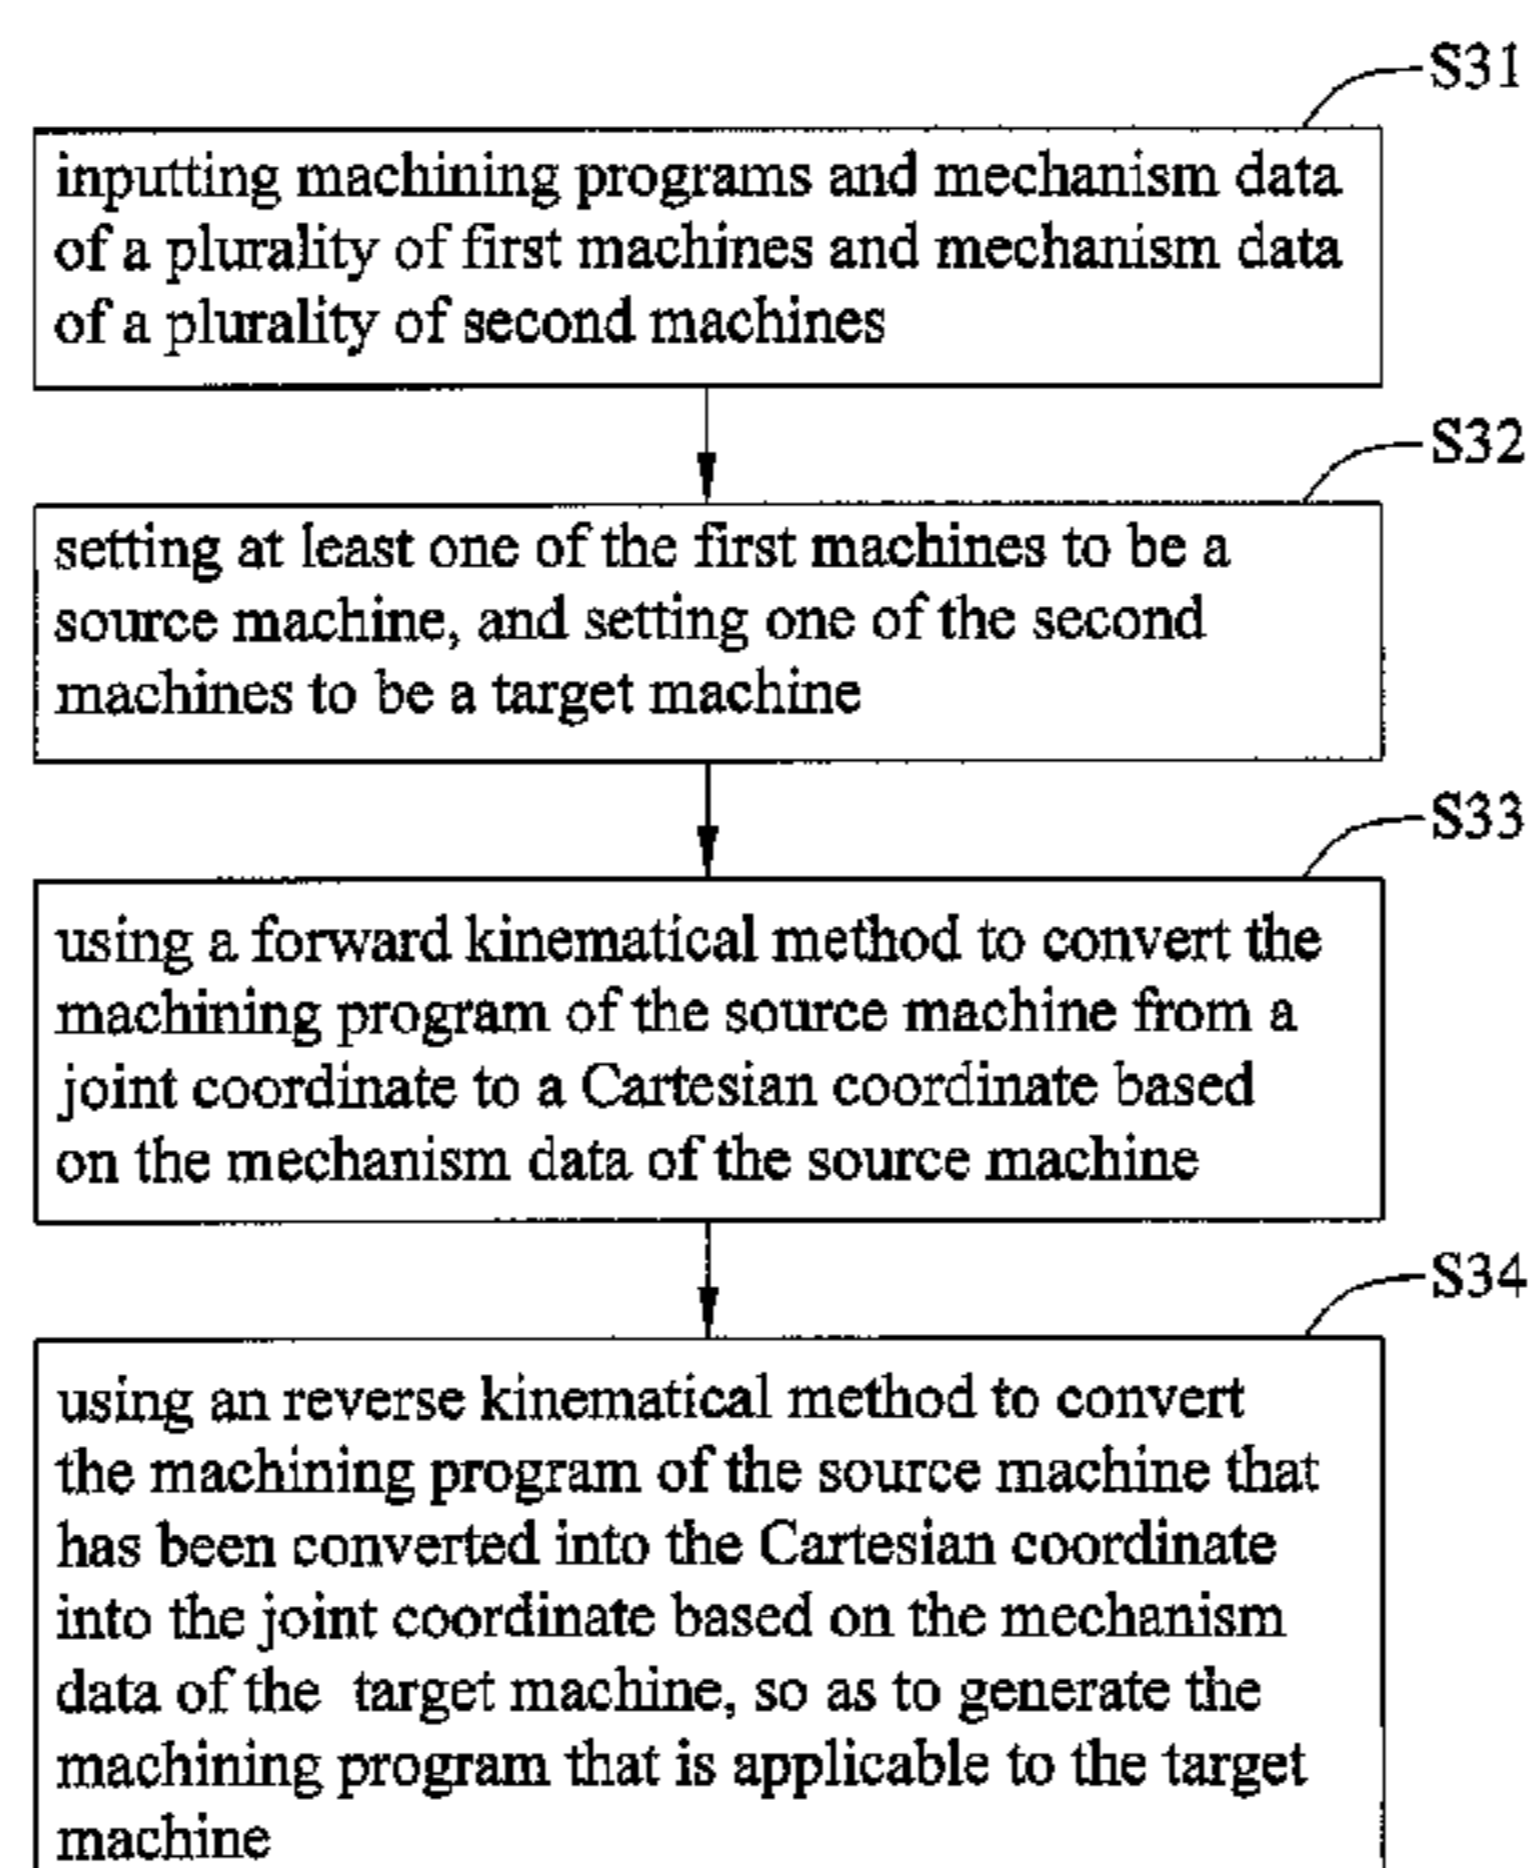 S31
inputting machining programs and mechanism data
of a plurality of first machines and mechanism data
of a plurality of second machines
S32
setting at least one of the first machines to be a
source machine, and setting one of the second
machines to be a target machine
S33
using a forward kinematical method to convert the
machining program of the source machine from a
joint coordinate to a Cartesian coordinate based
on the mechanism data of the source machine
S34
using an reverse kinematical method to convert
the machining program of the source machine that
has been converted into the Cartesian coordinate
into the joint coordinate based on the mechanism
data of the target machine, so as to generate the
machining program that is applicable to the target
machine